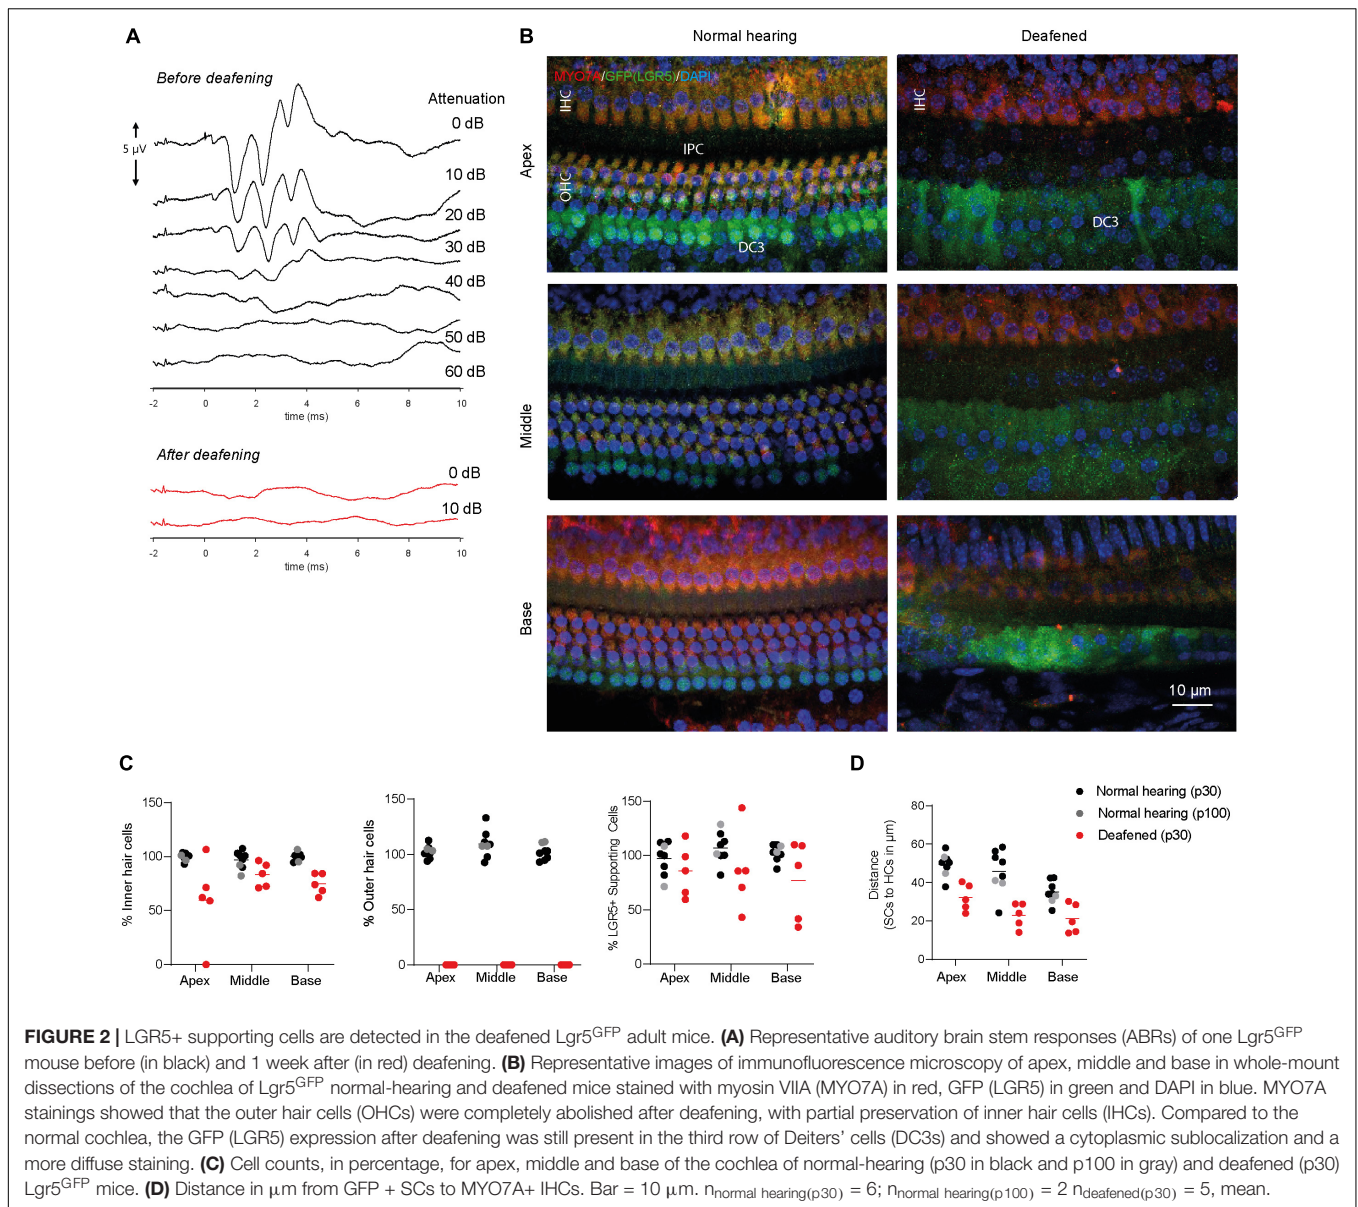 A
Before deafening
Attenuation
0 dB
5 µV
10 dB
20 dB
30 dB
40 dB
50 dB
60 dB
-2 0 2 4 6 8 10
time (ms)
After deafening
0 dB
10 dB
-2 0 2 4 6 8 10
time (ms)
B
Normal hearing
Deafened
Apex
MYO7A/GFP(LGR5)/DAPI
IHC
IPC
OHC
DC3
IHC
DC3
Middle
Base
10 µm
C
% Inner hair cells
150
100
50
0
Apex Middle Base
% Outer hair cells
150
100
50
0
Apex Middle Base
% LGR5+ Supporting Cells
150
100
50
0
Apex Middle Base
D
Distance
(SCs to HCs in µm)
80
60
40
20
0
Apex Middle Base
Normal hearing (p30)
Normal hearing (p100)
Deafened (p30)
FIGURE 2 | LGR5+ supporting cells are detected in the deafened Lgr5GFP adult mice. (A) Representative auditory brain stem responses (ABRs) of one Lgr5GFP
mouse before (in black) and 1 week after (in red) deafening. (B) Representative images of immunofluorescence microscopy of apex, middle and base in whole-mount
dissections of the cochlea of Lgr5GFP normal-hearing and deafened mice stained with myosin VIIA (MYO7A) in red, GFP (LGR5) in green and DAPI in blue. MYO7A
stainings showed that the outer hair cells (OHCs) were completely abolished after deafening, with partial preservation of inner hair cells (IHCs). Compared to the
normal cochlea, the GFP (LGR5) expression after deafening was still present in the third row of Deiters' cells (DC3s) and showed a cytoplasmic sublocalization and a
more diffuse staining. (C) Cell counts, in percentage, for apex, middle and base of the cochlea of normal-hearing (p30 in black and p100 in gray) and deafened (p30)
Lgr5GFP mice. (D) Distance in µm from GFP + SCs to MYO7A+ IHCs. Bar = 10 µm. nnormal hearing(p30) = 6; nnormal hearing(p100) = 2 ndeafened(p30) = 5, mean.